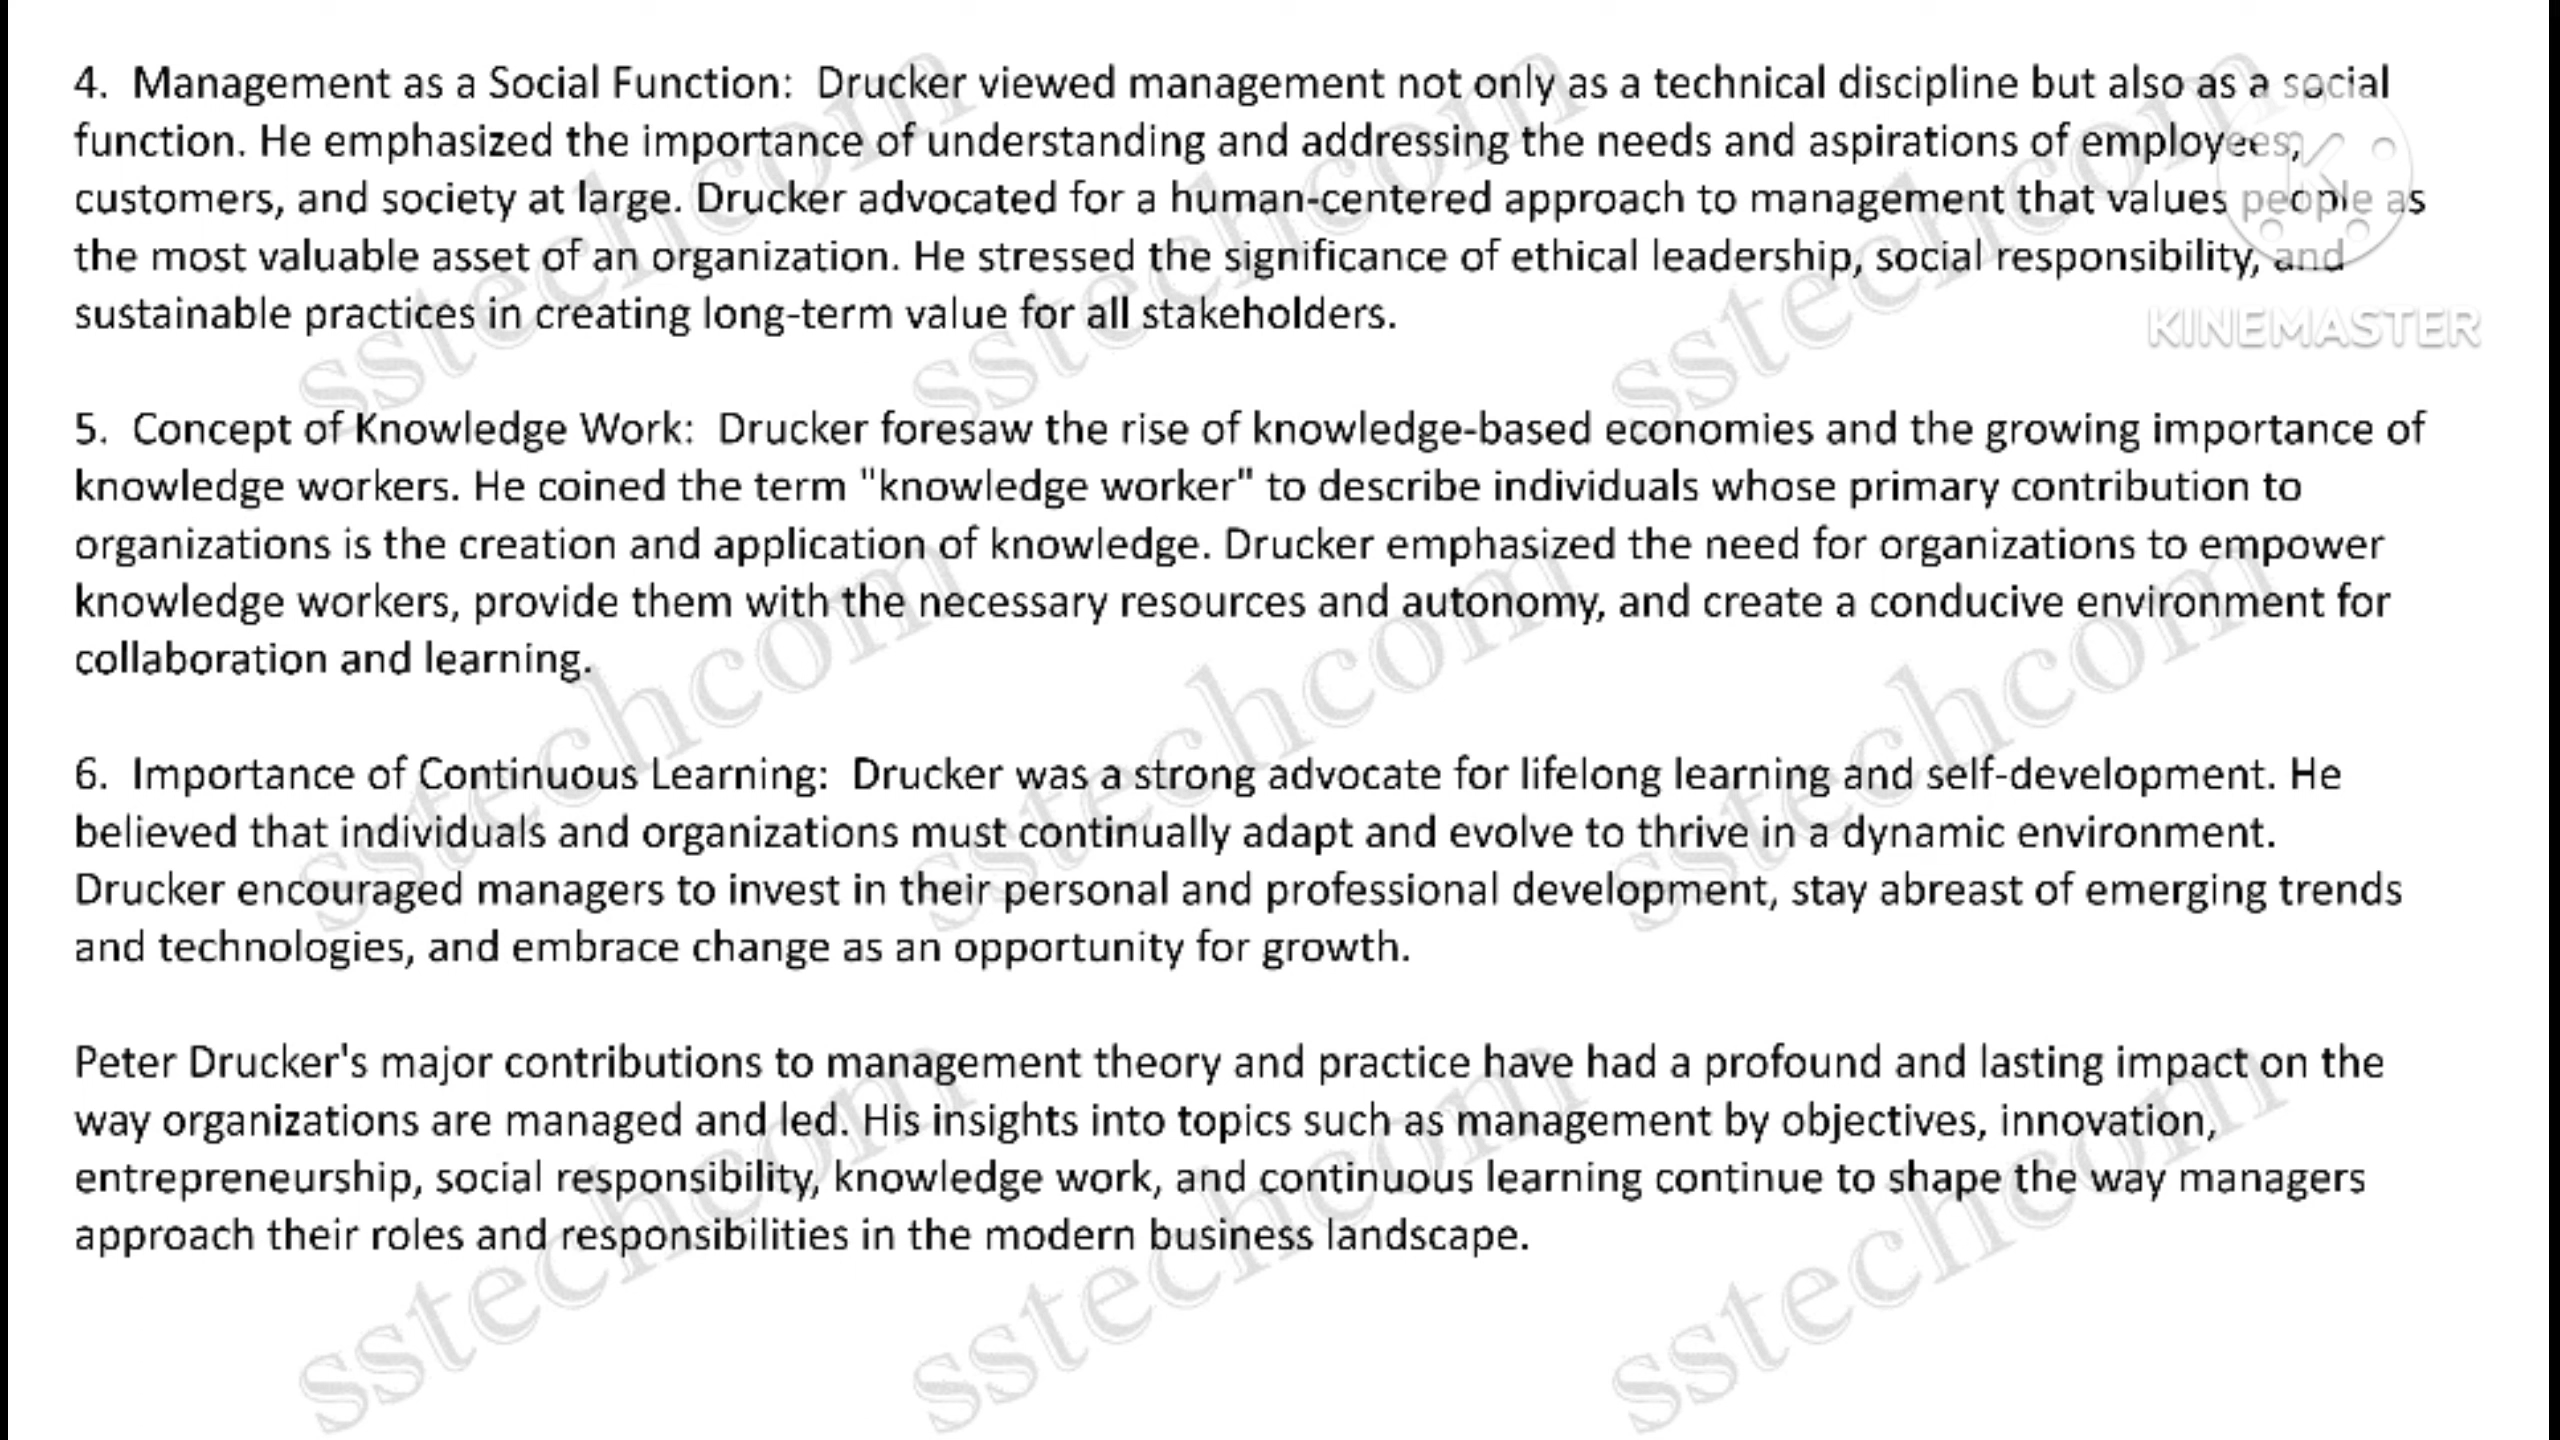 4.  Management as a Social Function:  Drucker viewed management not only as a technical discipline but also as a social
function. He emphasized the importance of understanding and addressing the needs and aspirations of employees,
customers, and society at large. Drucker advocated for a human-centered approach to management that values people as
the most valuable asset of an organization. He stressed the significance of ethical leadership, social responsibility, and
sustainable practices in creating long-term value for all stakeholders.
KINEMASTER
5.  Concept of Knowledge Work:  Drucker foresaw the rise of knowledge-based economies and the growing importance of
knowledge workers. He coined the term "knowledge worker" to describe individuals whose primary contribution to
organizations is the creation and application of knowledge. Drucker emphasized the need for organizations to empower
knowledge workers, provide them with the necessary resources and autonomy, and create a conducive environment for
collaboration and learning.
6.  Importance of Continuous Learning:  Drucker was a strong advocate for lifelong learning and self-development. He
believed that individuals and organizations must continually adapt and evolve to thrive in a dynamic environment.
Drucker encouraged managers to invest in their personal and professional development, stay abreast of emerging trends
and technologies, and embrace change as an opportunity for growth.
Peter Drucker's major contributions to management theory and practice have had a profound and lasting impact on the
way organizations are managed and led. His insights into topics such as management by objectives, innovation,
entrepreneurship, social responsibility, knowledge work, and continuous learning continue to shape the way managers
approach their roles and responsibilities in the modern business landscape.
sstechcom
sstechcom
sstechcom
sstechcom
sstechcom
sstechcom
sstechcom
sstechcom
sstechcom